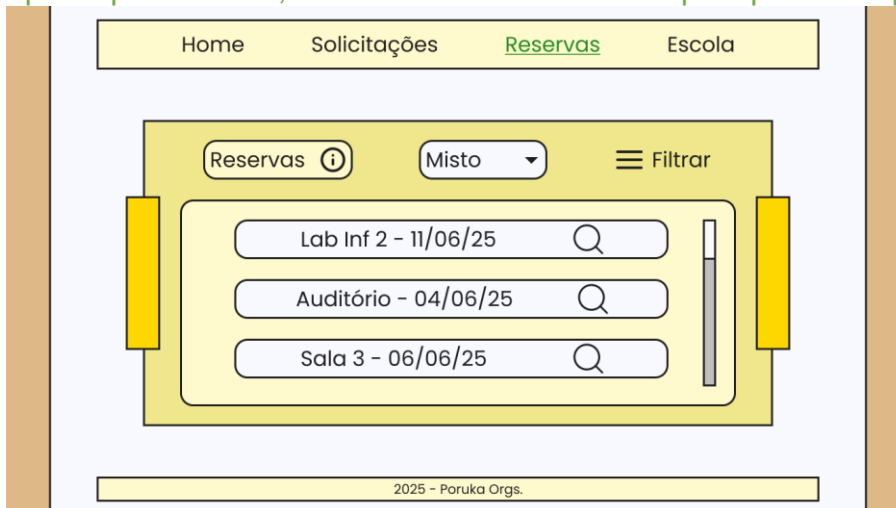 Home Solicitações Reservas Escola
Reservas Misto Filtrar
Lab Inf 2 - 11/06/25
Auditório - 04/06/25
Sala 3 - 06/06/25
2025 - Poruka Orgs.